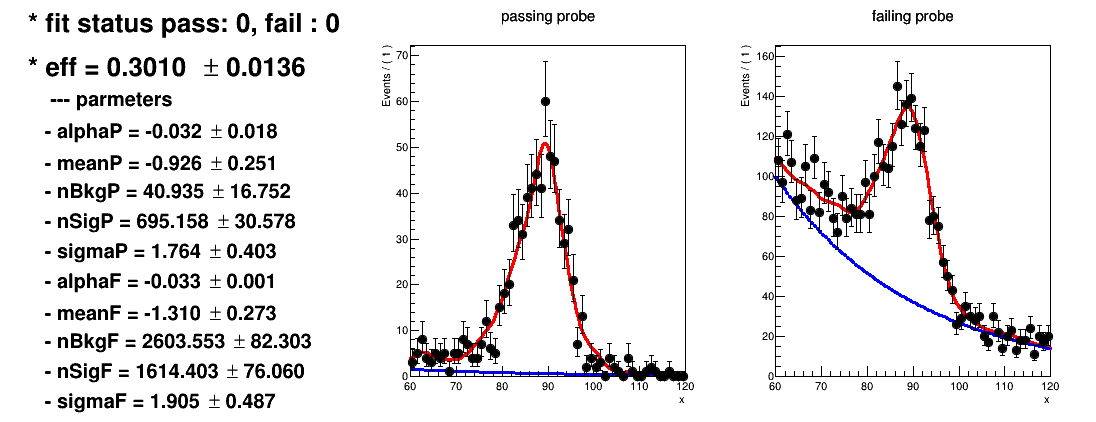 * fit status pass: 0, fail : 0
* eff = 0.3010 ± 0.0136
--- parmeters
- alphaP = -0.032 ± 0.018
- meanP = -0.926 ± 0.251
- nBkgP = 40.935 ± 16.752
- nSigP = 695.158 ± 30.578
- sigmaP = 1.764 ± 0.403
- alphaF = -0.033 ± 0.001
- meanF = -1.310 ± 0.273
- nBkgF = 2603.553 ± 82.303
- nSigF = 1614.403 ± 76.060
- sigmaF = 1.905 ± 0.487
passing probe
Events / ( 1 )
70
60
50
40
30
20
10
0
60 70 80 90 100 110 120
x
failing probe
Events / ( 1 )
160
140
120
100
80
60
40
20
0
60 70 80 90 100 110 120
x